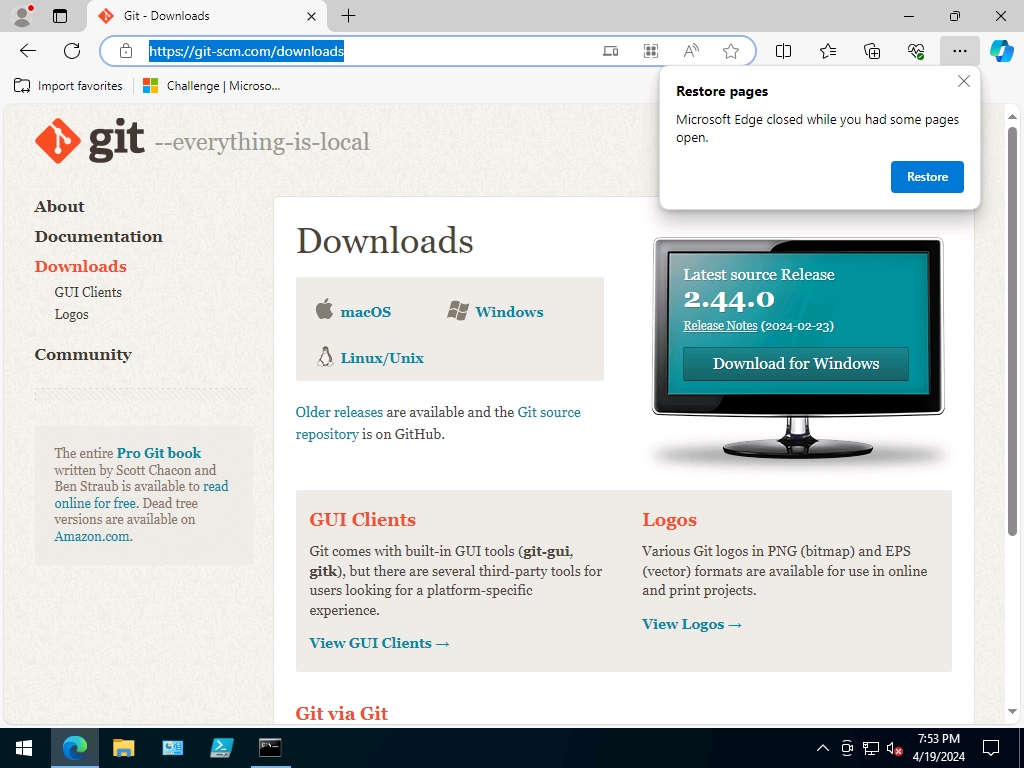 Git - Downloads
https://git-scm.com/downloads
Import favorites
Challenge | Microso...
Restore pages
Microsoft Edge closed while you had some pages
open.
Restore
git --everything-is-local
About
Documentation
Downloads
GUI Clients
Logos
Community
The entire Pro Git book
written by Scott Chacon and
Ben Straub is available to read
online for free. Dead tree
versions are available on
Amazon.com.
Downloads
macOS
Windows
Linux/Unix
Older releases are available and the Git source
repository is on GitHub.
Latest source Release
2.44.0
Release Notes (2024-02-23)
Download for Windows
GUI Clients
Git comes with built-in GUI tools (git-gui,
gitk), but there are several third-party tools for
users looking for a platform-specific
experience.
View GUI Clients →
Logos
Various Git logos in PNG (bitmap) and EPS
(vector) formats are available for use in online
and print projects.
View Logos →
Git via Git
7:53 PM
4/19/2024